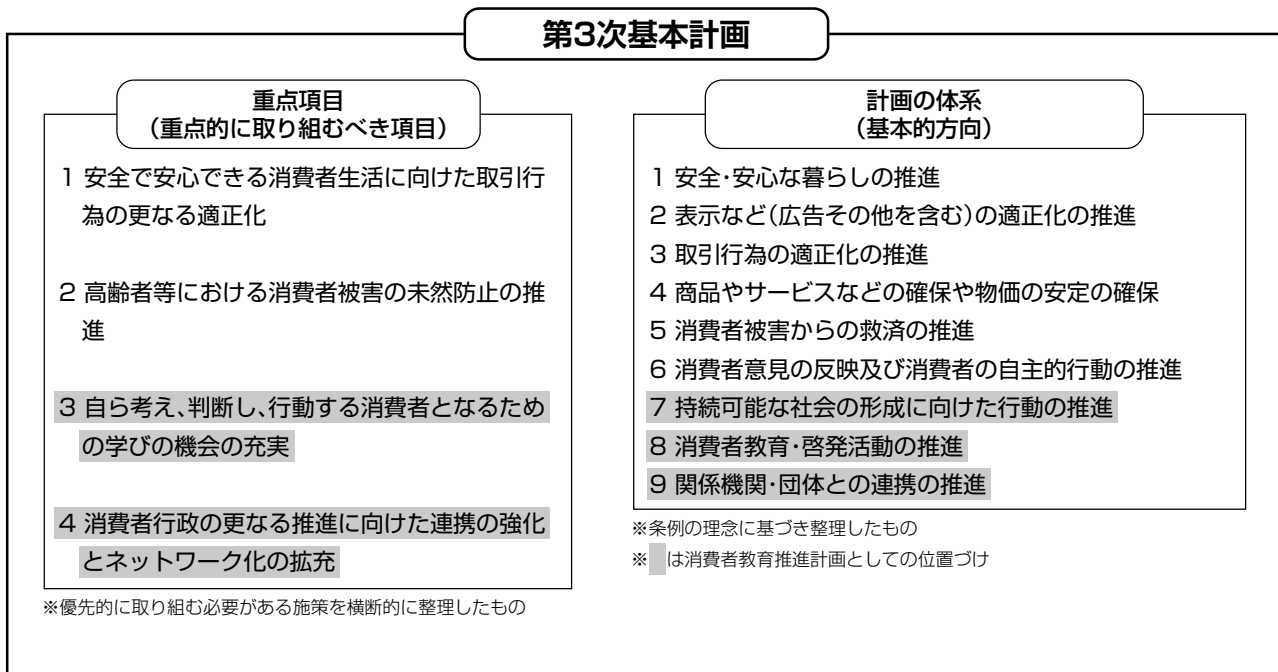 第3次基本計画
重点項目
（重点的に取り組むべき項目）
1 安全で安心できる消費者生活に向けた取引行
為の更なる適正化
2 高齢者等における消費者被害の未然防止の推
進
3 自ら考え、判断し、行動する消費者となるため
の学びの機会の充実
4 消費者行政の更なる推進に向けた連携の強化
とネットワーク化の拡充
※優先的に取り組む必要がある施策を横断的に整理したもの
計画の体系
（基本的方向）
1 安全・安心な暮らしの推進
2 表示など（広告その他を含む）の適正化の推進
3 取引行為の適正化の推進
4 商品やサービスなどの確保や物価の安定の確保
5 消費者被害からの救済の推進
6 消費者意見の反映及び消費者の自主的行動の推進
7 持続可能な社会の形成に向けた行動の推進
8 消費者教育・啓発活動の推進
9 関係機関・団体との連携の推進
※条例の理念に基づき整理したもの
※ は消費者教育推進計画としての位置づけ